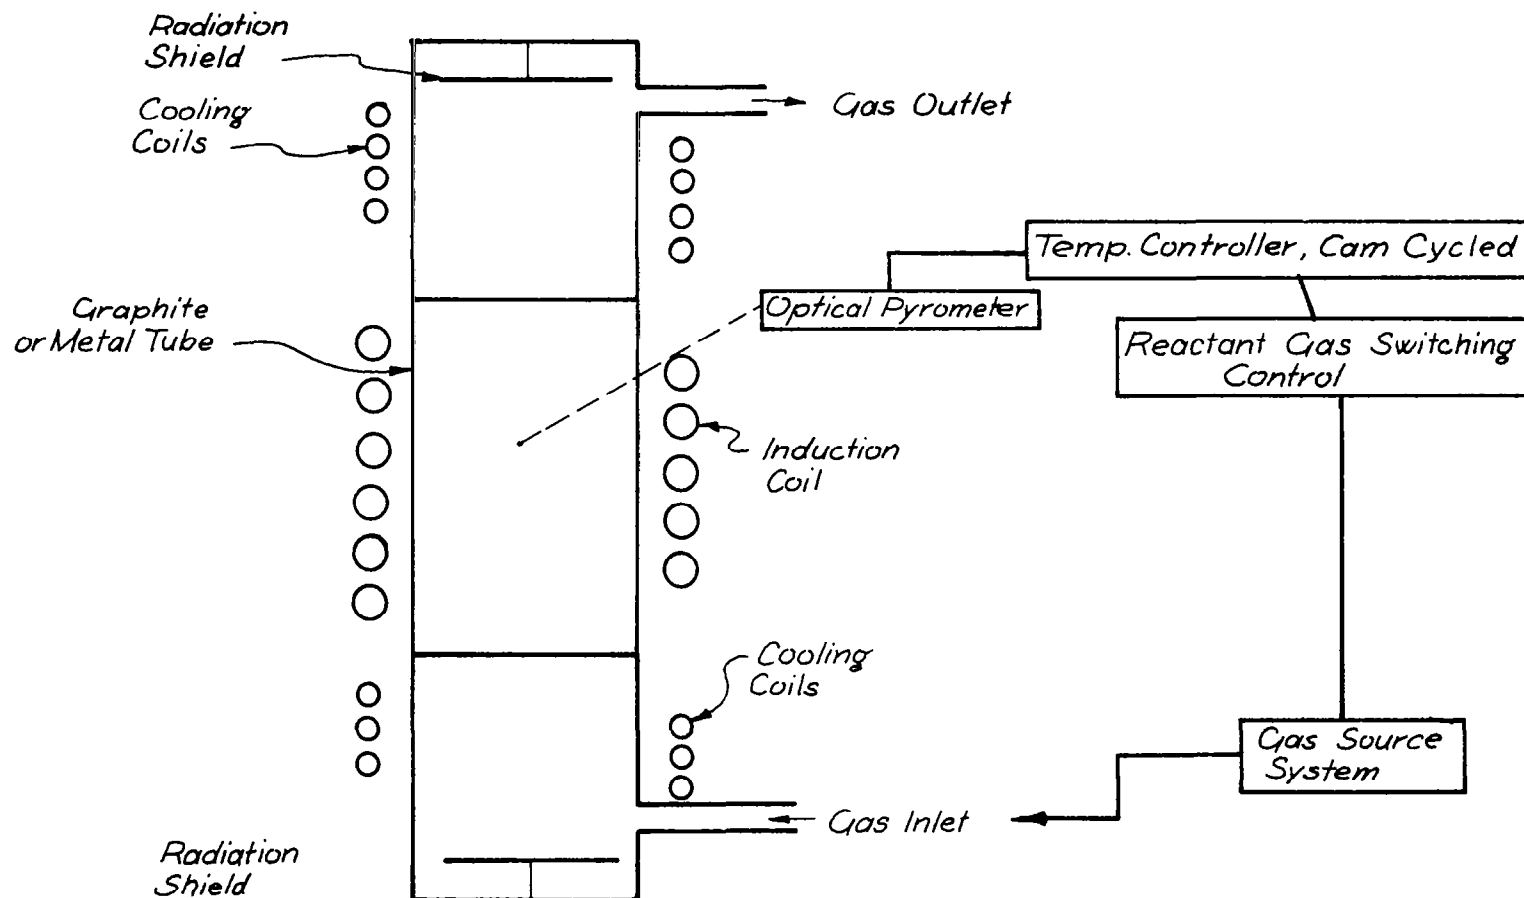 Radiation
Shield
Cooling
Coils
Gas Outlet
Temp. Controller, Cam Cycled
Optical Pyrometer
Graphite
or Metal Tube
Reactant Gas Switching
Control
Induction
Coil
Cooling
Coils
Gas Source
System
Gas Inlet
Radiation
Shield